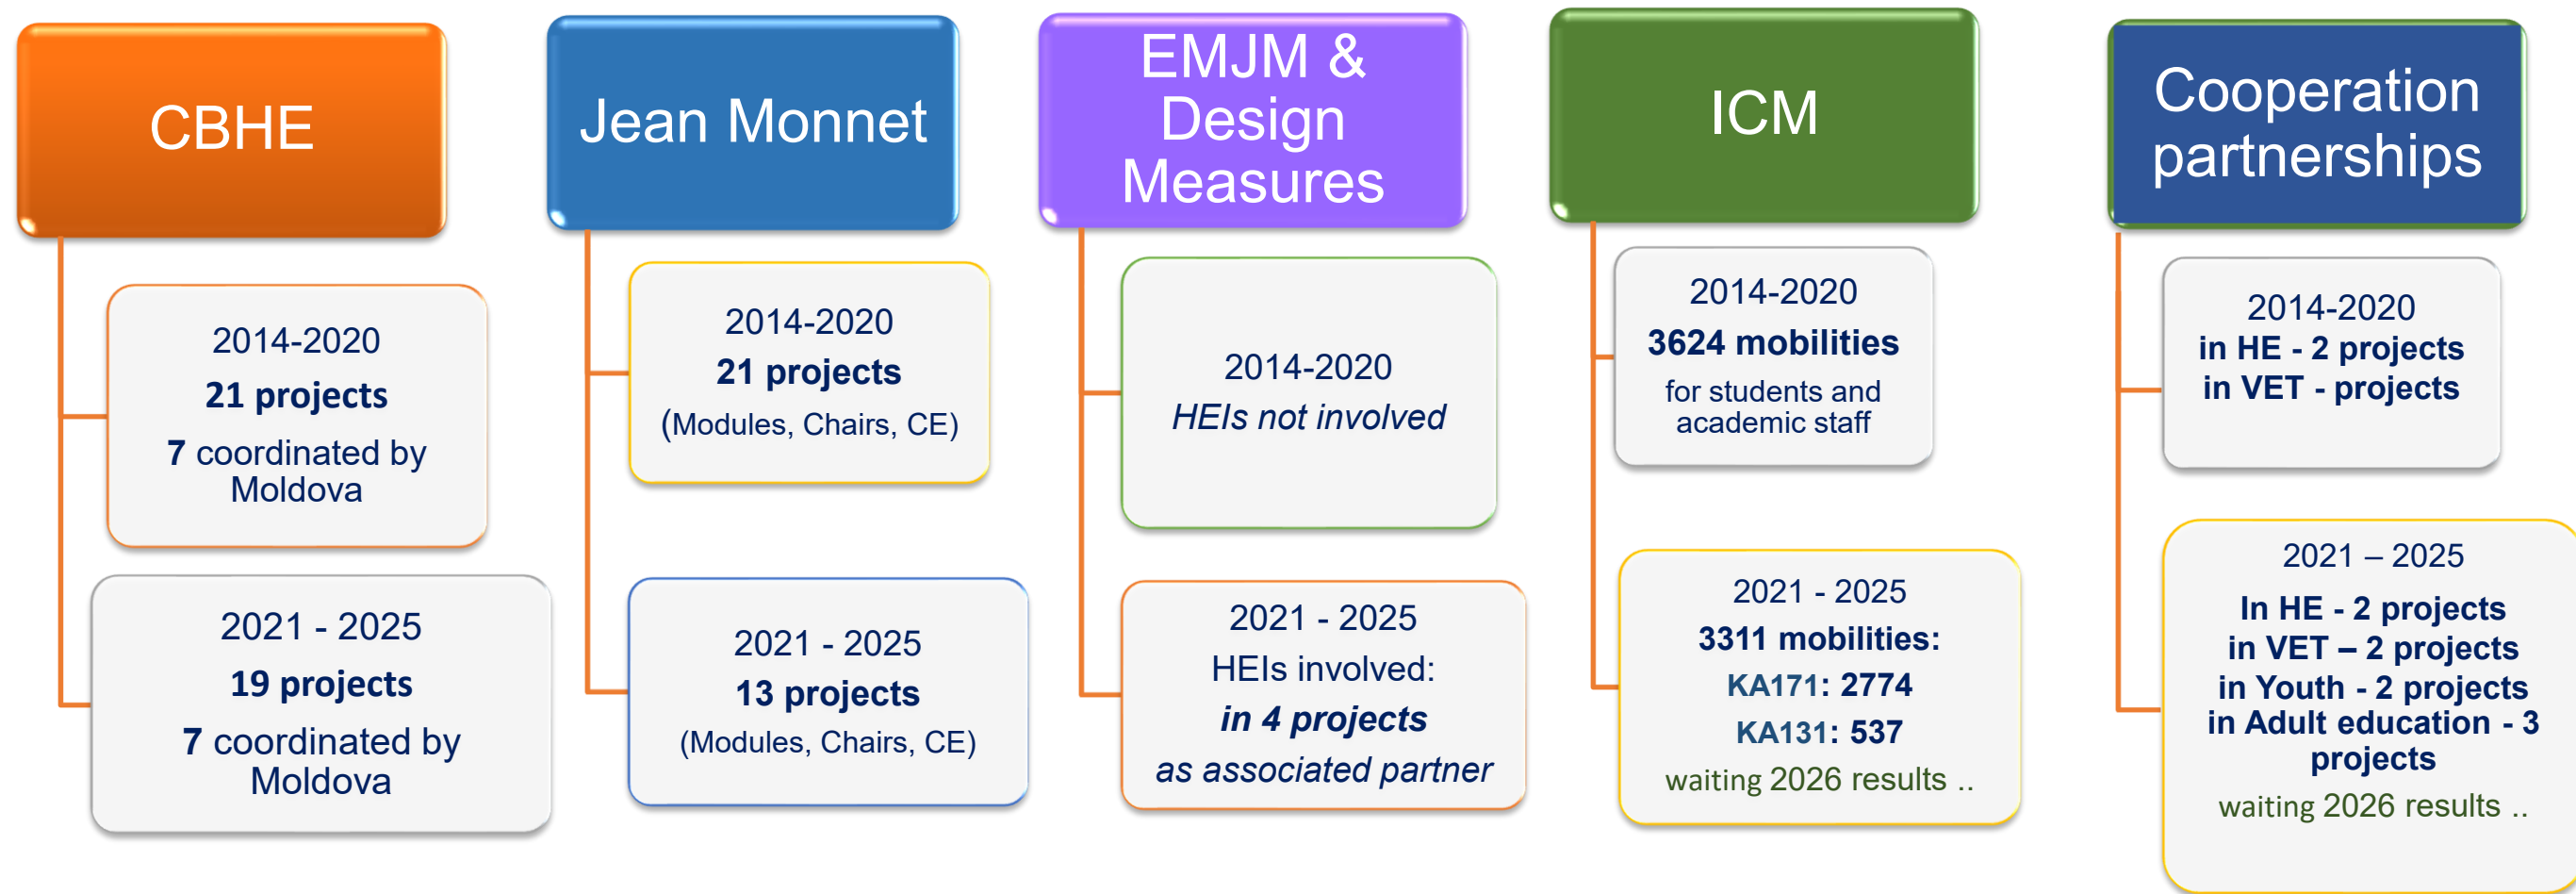 CBHE
2014-2020
21 projects
7 coordinated by
Moldova
2021 - 2025
19 projects
7 coordinated by
Moldova
Jean Monnet
2014-2020
21 projects
(Modules, Chairs, CE)
2021 - 2025
13 projects
(Modules, Chairs, CE)
EMJM &
Design
Measures
2014-2020
HEIs not involved
2021 - 2025
HEIs involved:
in 4 projects
as associated partner
ICM
2014-2020
3624 mobilities
for students and
academic staff
2021 - 2025
3311 mobilities:
KA171: 2774
KA131: 537
waiting 2026 results ..
Cooperation
partnerships
2014-2020
in HE - 2 projects
in VET - projects
2021 – 2025
In HE - 2 projects
in VET – 2 projects
in Youth - 2 projects
in Adult education - 3
projects
waiting 2026 results ..